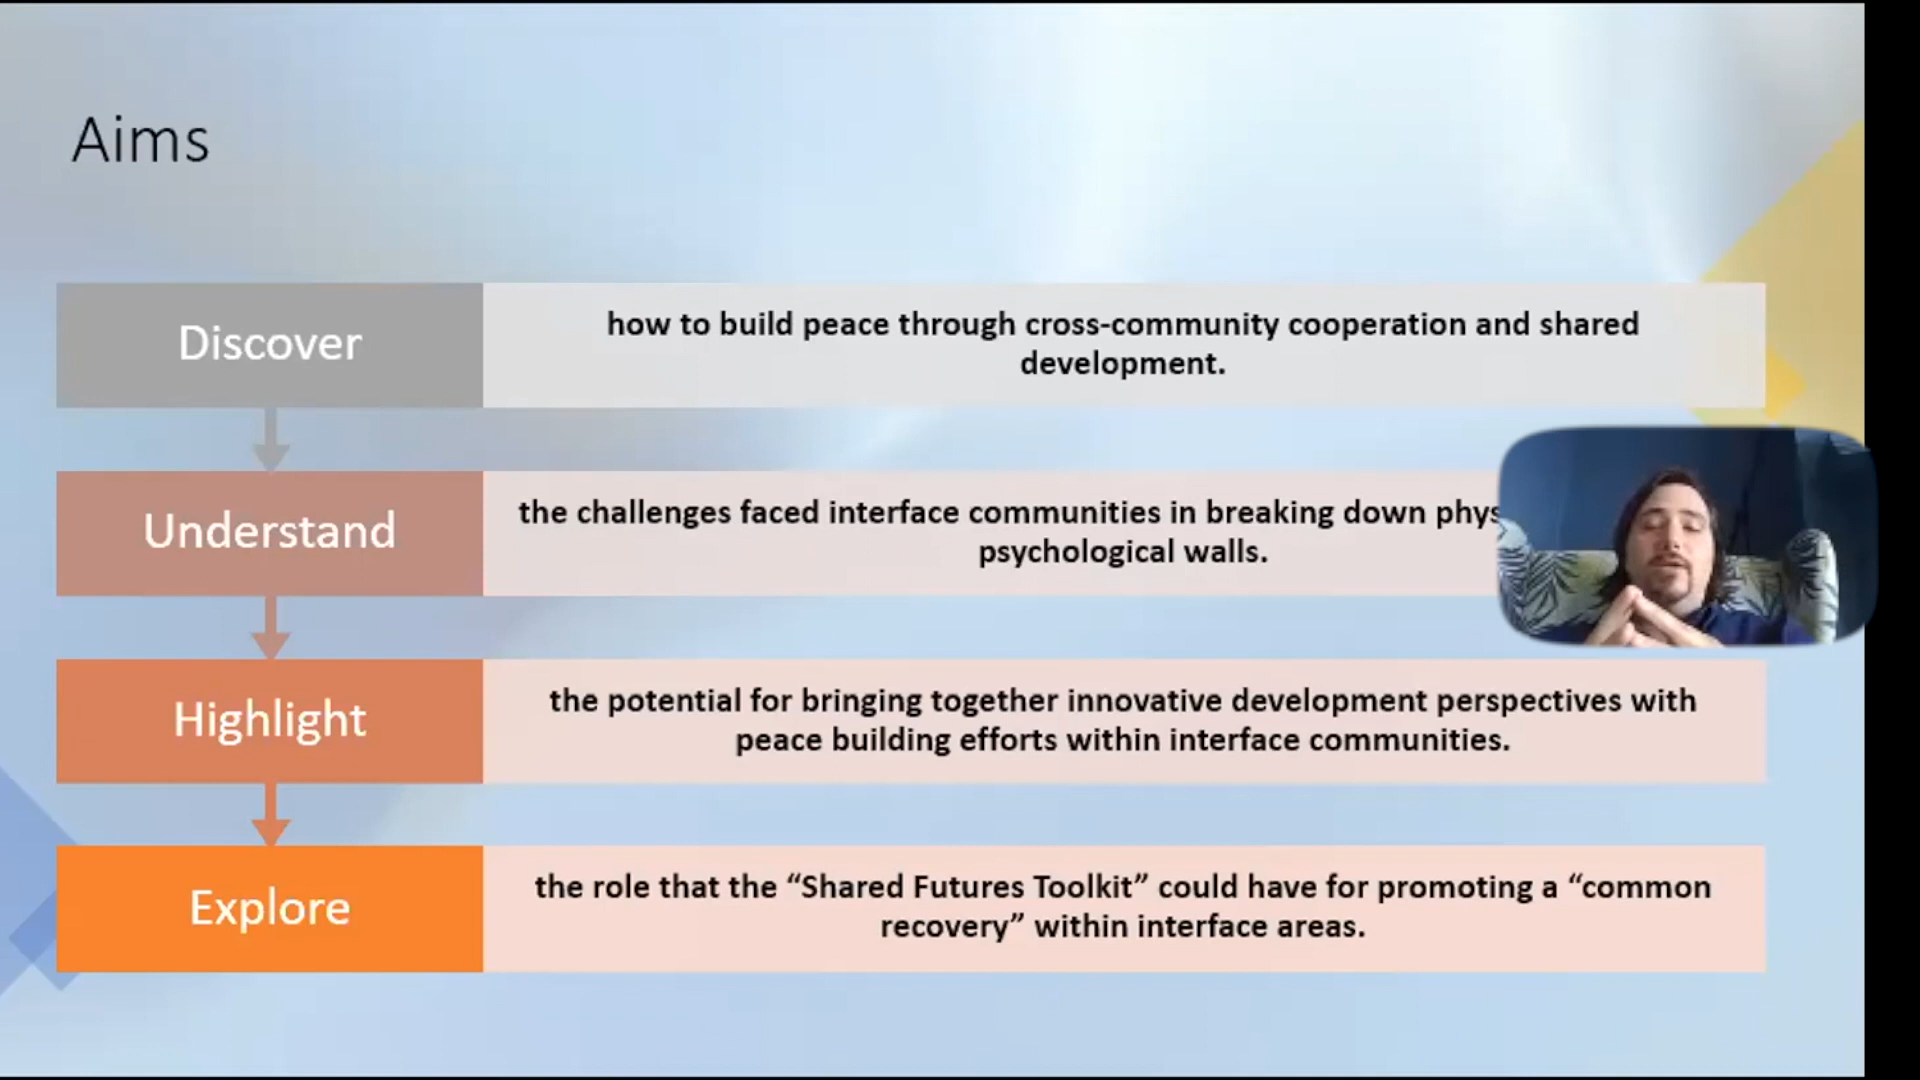 Aims
Discover
how to build peace through cross-community cooperation and shared
development.
Understand
the challenges faced interface communities in breaking down
psychological walls.
Highlight
the potential for bringing together innovative development perspectives with
peace building efforts within interface communities.
Explore
the role that the “Shared Futures Toolkit” could have for promoting a “common
recovery” within interface areas.